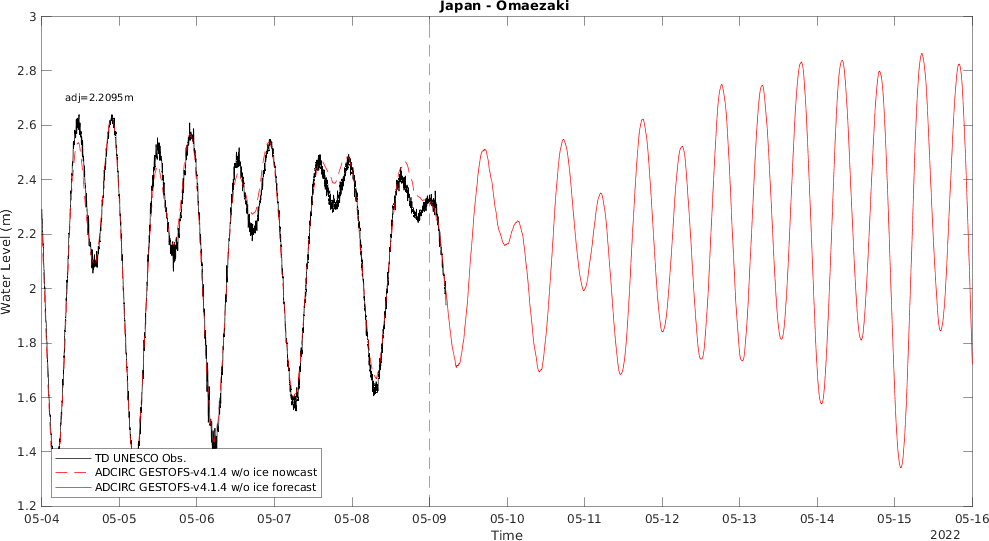 Japan - Omaezaki
3
2.8
2.6
2.4
2.2
2
1.8
1.6
1.4
1.2
Water Level (m)
adj=2.2095m
TD UNESCO Obs.
ADCIRC GESTOFS-v4.1.4 w/o ice nowcast
ADCIRC GESTOFS-v4.1.4 w/o ice forecast
05-04 05-05 05-06 05-07 05-08 05-09 05-10 05-11 05-12 05-13 05-14 05-15 05-16
Time
2022